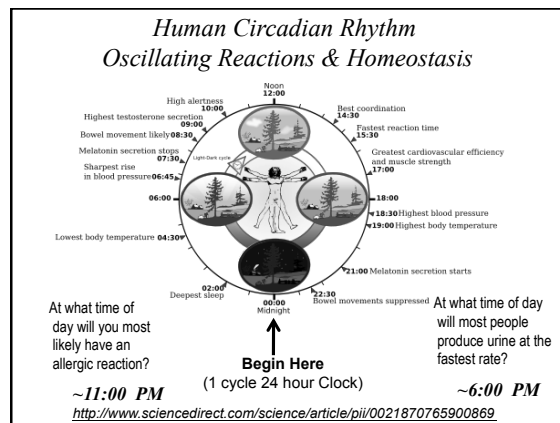 Human Circadian Rhythm
Oscillating Reactions & Homeostasis
Noon
12:00
High alertness
10:00
Highest testosterone secretion
09:00
Bowel movement likely 08:30
Melatonin secretion stops
07:30
Sharpest rise
in blood pressure 06:45
06:00
Lowest body temperature 04:30
02:00
Deepest sleep
00:00
Midnight
Light-Dark cycle
Best coordination
14:30
Fastest reaction time
15:30
Greatest cardiovascular efficiency
and muscle strength
17:00
18:00
18:30 Highest blood pressure
19:00 Highest body temperature
21:00 Melatonin secretion starts
22:30
Bowel movements suppressed
At what time of
day will you most
likely have an
allergic reaction?
~11:00 PM
Begin Here
(1 cycle 24 hour Clock)
At what time of day
will most people
produce urine at the
fastest rate?
~6:00 PM
http://www.sciencedirect.com/science/article/pii/0021870765900869